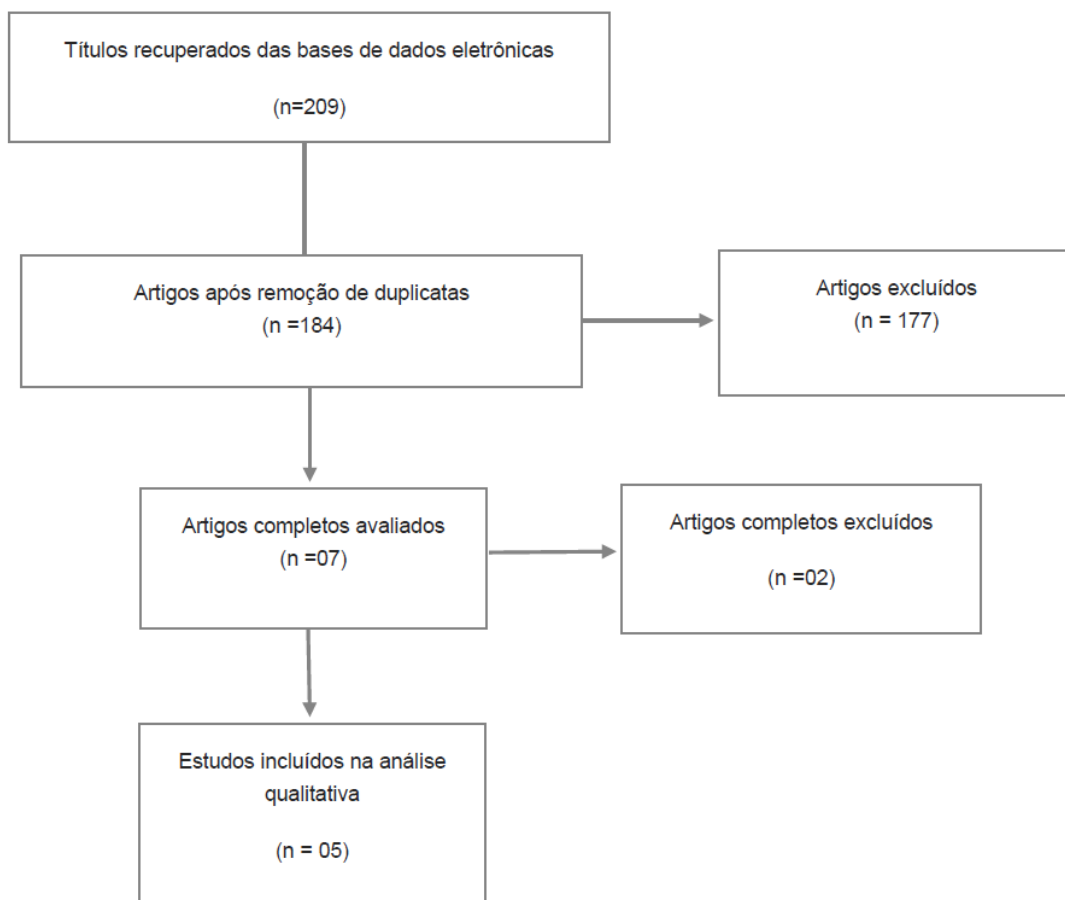 Títulos recuperados das bases de dados eletrônicas
(n=209)
Artigos após remoção de duplicatas
(n =184)
Artigos excluídos
(n = 177)
Artigos completos avaliados
(n =07)
Artigos completos excluídos
(n =02)
Estudos incluídos na análise
qualitativa
(n = 05)